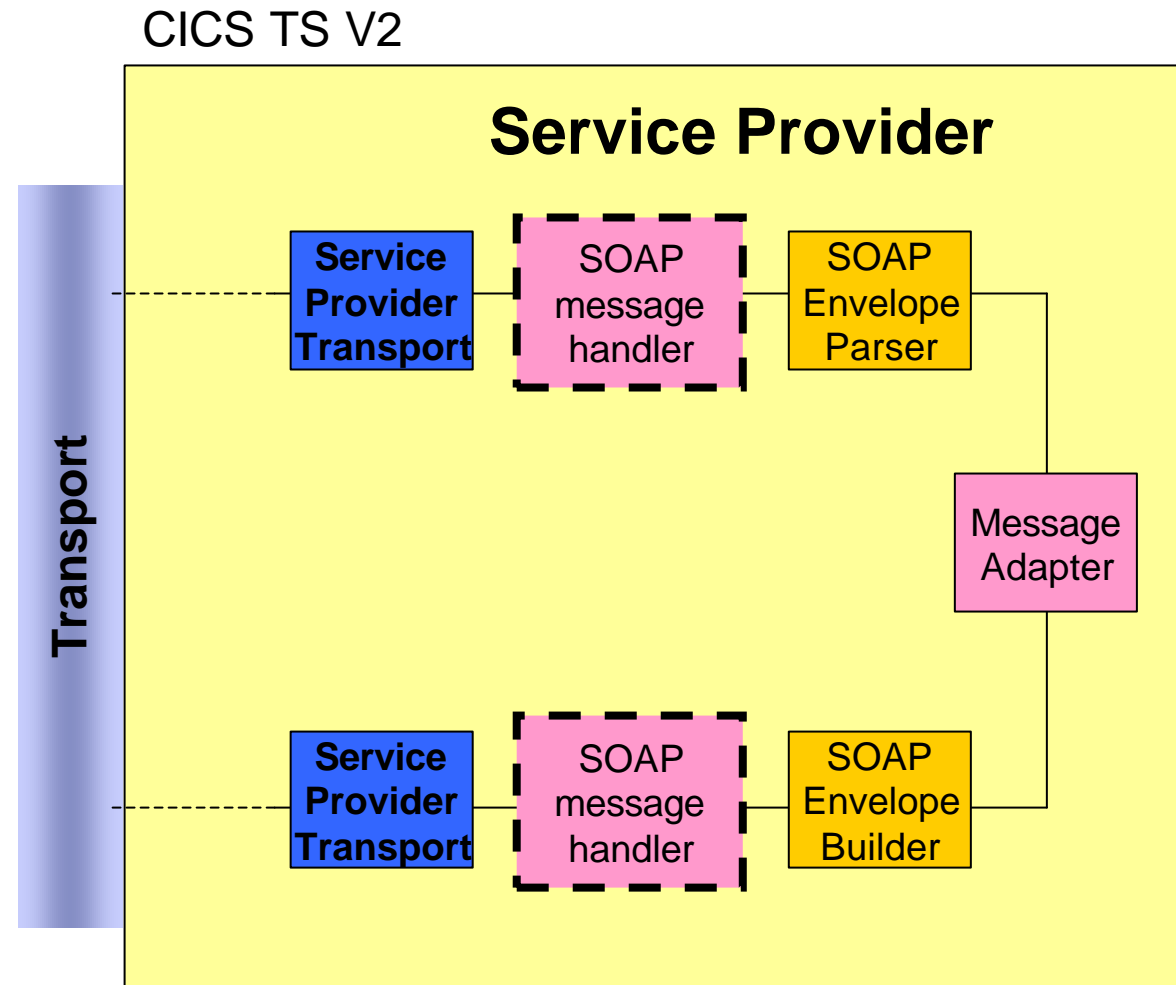 CICS TS V2
Service Provider
Service
Provider
Transport
SOAP
message
handler
SOAP
Envelope
Parser
Transport
Message
Adapter
Service
Provider
Transport
SOAP
message
handler
SOAP
Envelope
Builder